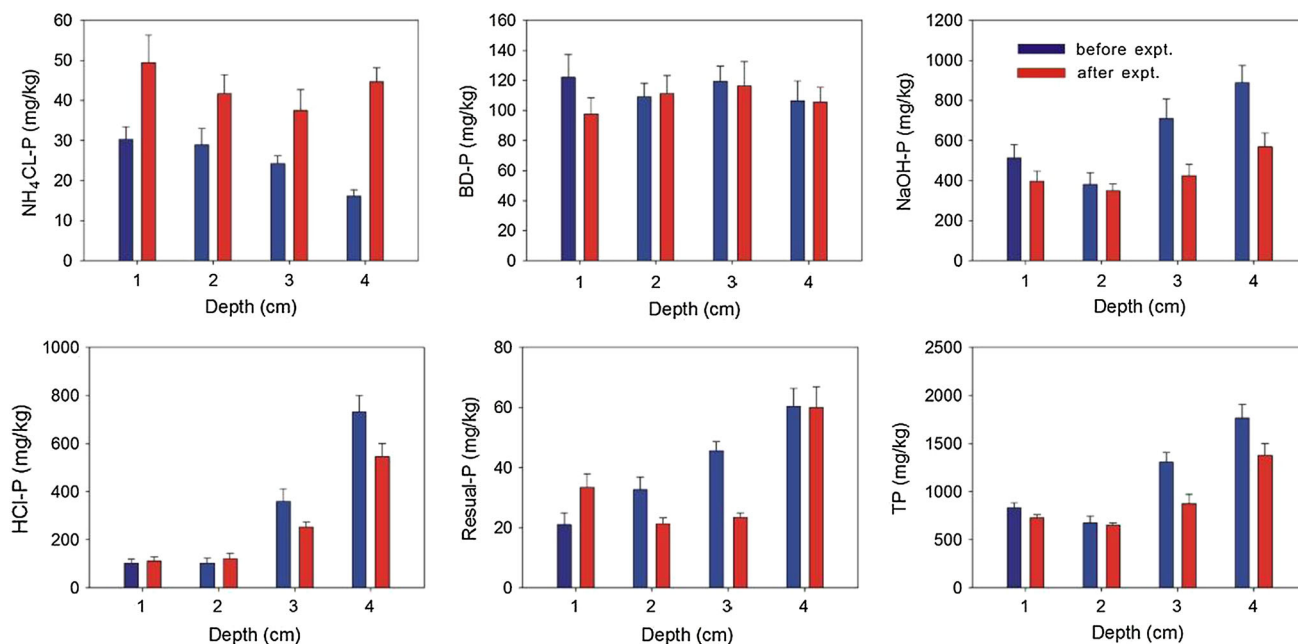 NH₄CL-P (mg/kg)
60
50
40
30
20
10
0
1 2 3 4
Depth (cm)
BD-P (mg/kg)
160
140
120
100
80
60
40
20
0
1 2 3 4
Depth (cm)
NaOH-P (mg/kg)
1200
1000
800
600
400
200
0
before expt.
after expt.
1 2 3 4
Depth (cm)
HCl-P (mg/kg)
1000
800
600
400
200
0
1 2 3 4
Depth (cm)
Resual-P (mg/kg)
80
60
40
20
0
1 2 3 4
Depth (cm)
TP (mg/kg)
2500
2000
1500
1000
500
0
1 2 3 4
Depth (cm)